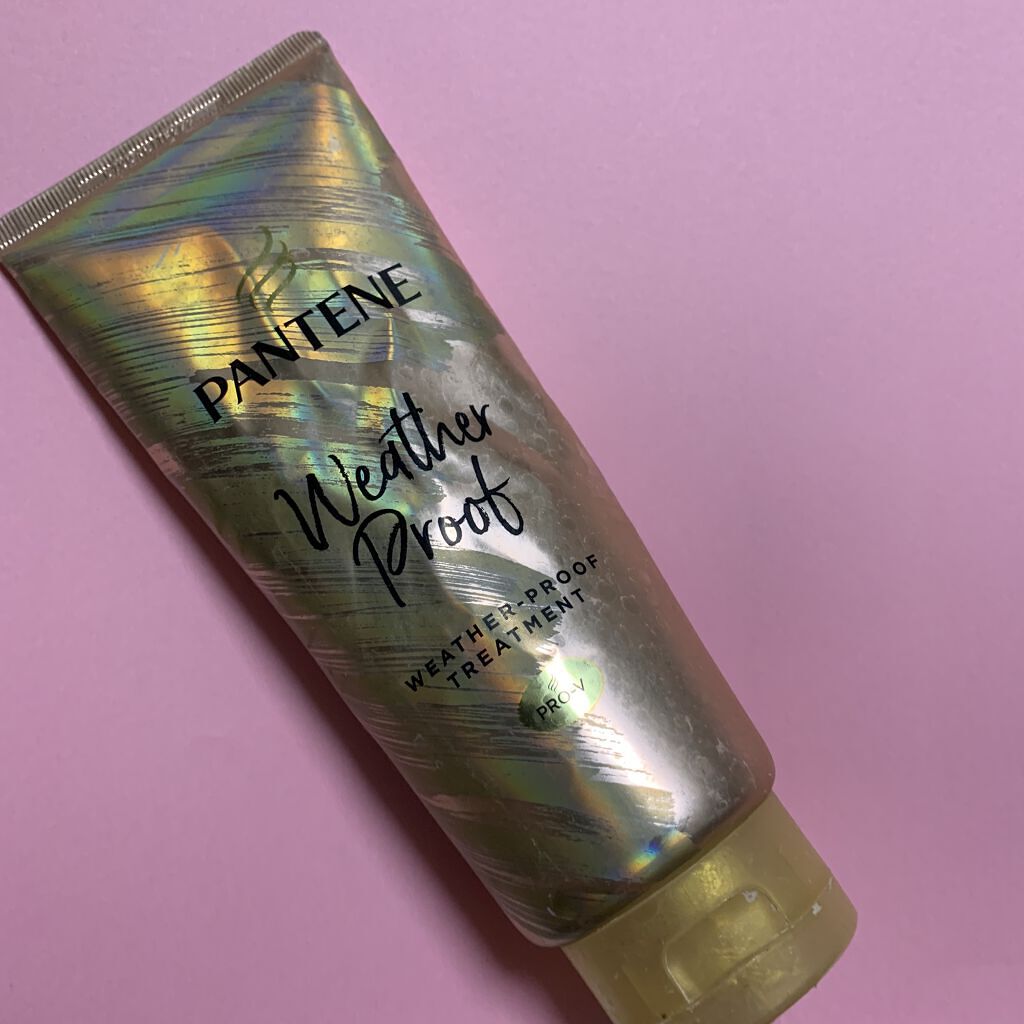 PANTENE
Weather
Proof
WEATHER-PROOF
TREATMENT
PRO-V